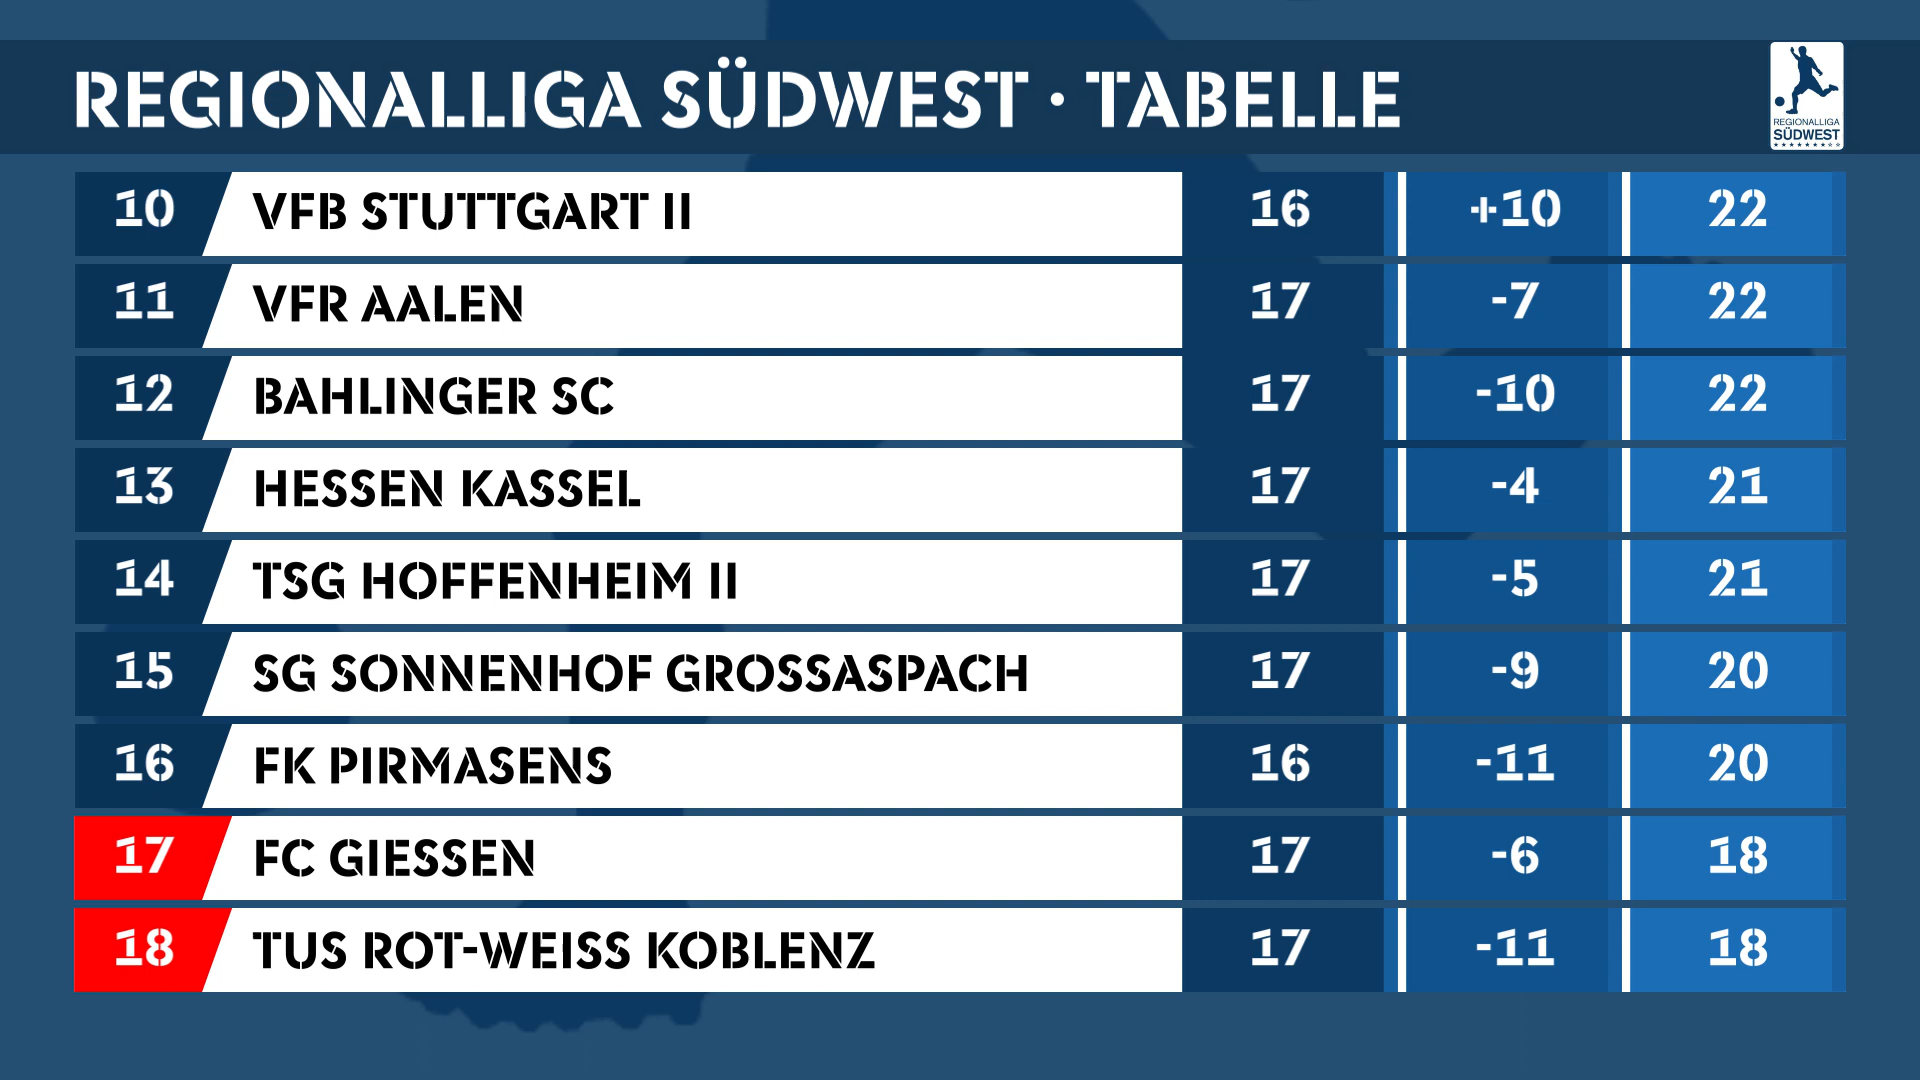 REGIONALLIGA SÜDWEST · TABELLE
REGIONALLIGA
SÜDWEST
10 VFB STUTTGART II 16 +10 22
11 VFR AALEN 17 -7 22
12 BAHLINGER SC 17 -10 22
13 HESSEN KASSEL 17 -4 21
14 TSG HOFFENHEIM II 17 -5 21
15 SG SONNENHOF GROSSASPACH 17 -9 20
16 FK PIRMASENS 16 -11 20
17 FC GIESSEN 17 -6 18
18 TUS ROT-WEISS KOBLENZ 17 -11 18